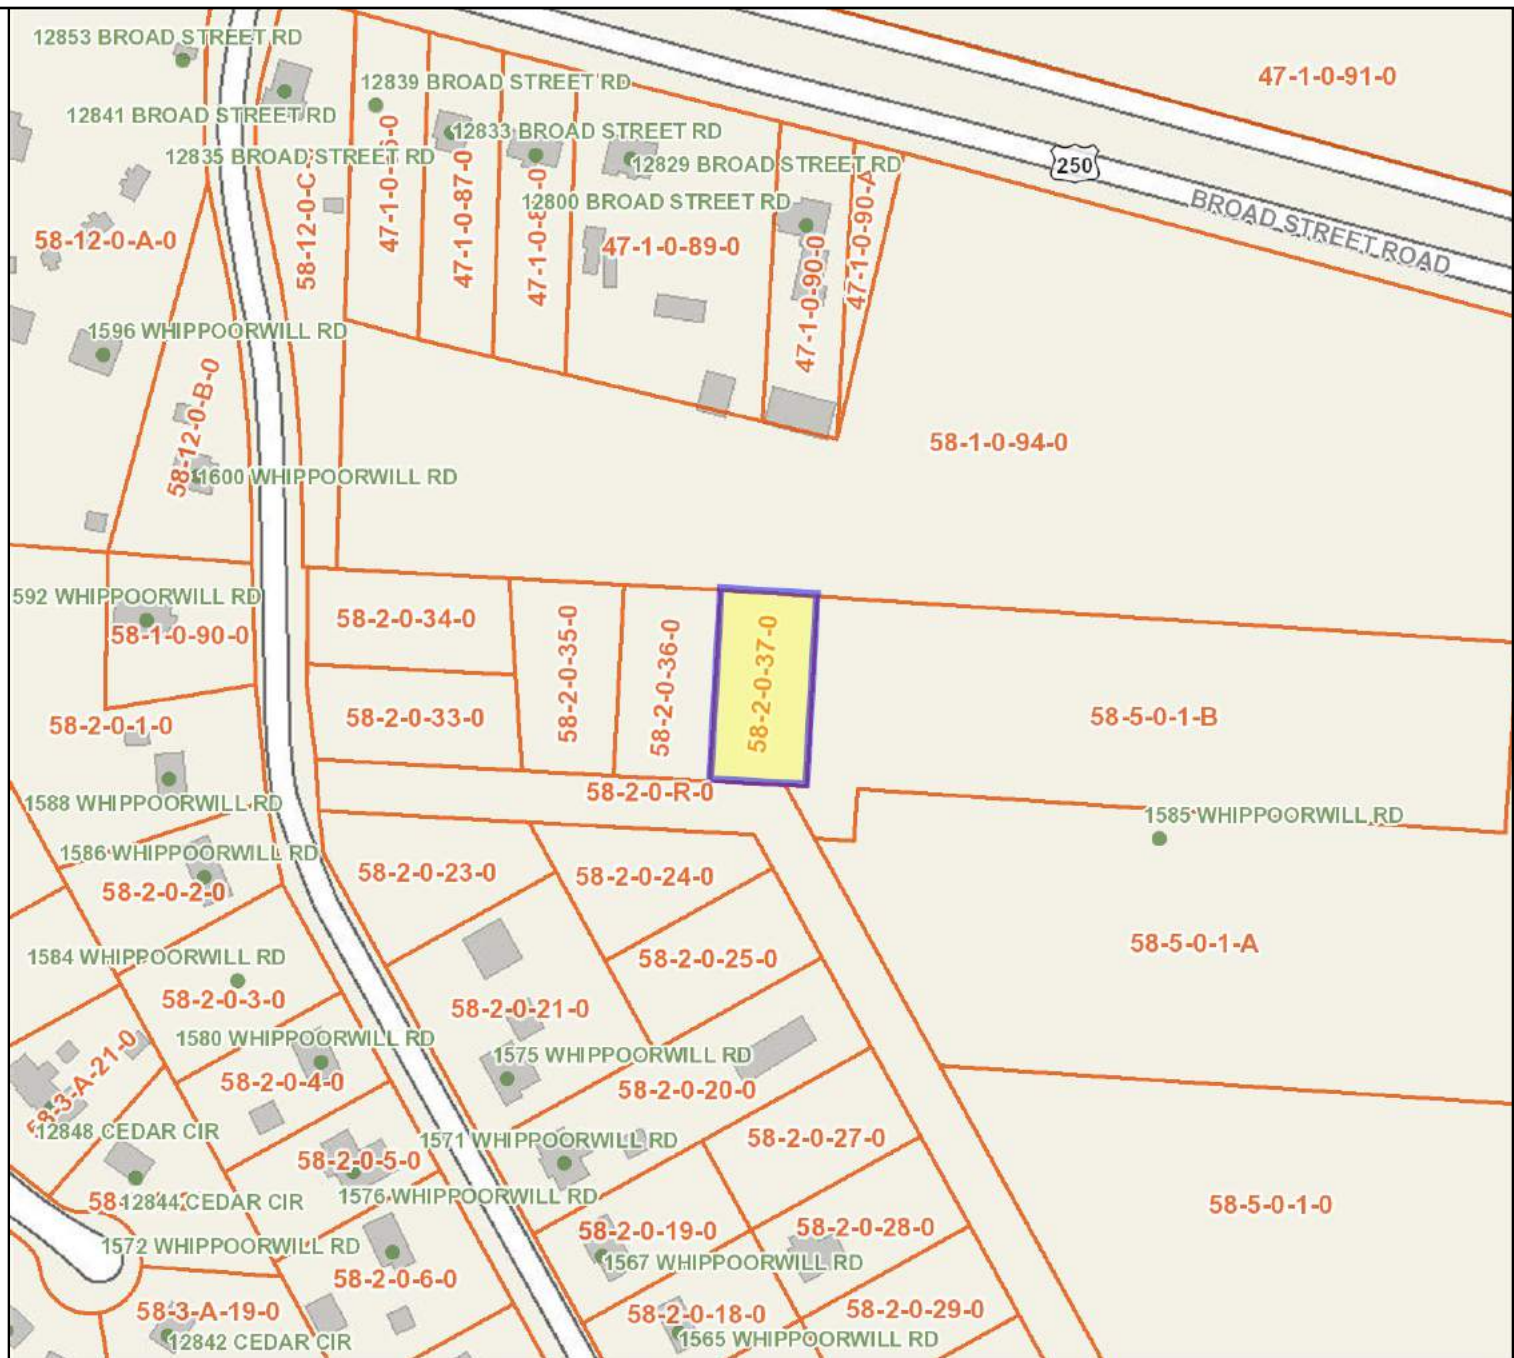 12853 BROAD STREET RD
47-1-0-91-0
12839 BROAD STREET RD
12841 BROAD STREET RD
12833 BROAD STREET RD
12835 BROAD STREET RD
12829 BROAD STREET RD
250
BROAD STREET ROAD
12800 BROAD STREET RD
58-12-0-A-0
58-12-0-C-
47-1-0-87-0
47-1-0-89-0
47-1-0-90-0
47-1-0-90-A
1596 WHIPPOORWILL RD
58-12-0-B-0
58-1-0-94-0
1600 WHIPPOORWILL RD
592 WHIPPOORWILL RD
58-1-0-90-0
58-2-0-34-0
58-2-0-35-0
58-2-0-36-0
58-2-0-37-0
58-2-0-33-0
58-5-0-1-B
58-2-0-1-0
58-2-0-R-0
1588 WHIPPOORWILL RD
1585 WHIPPOORWILL RD
1586 WHIPPOORWILL RD
58-2-0-2-0
58-2-0-23-0
58-2-0-24-0
58-5-0-1-A
1584 WHIPPOORWILL RD
58-2-0-25-0
58-2-0-3-0
58-2-0-21-0
1580 WHIPPOORWILL RD
58-3-A-21-0
1575 WHIPPOORWILL RD
58-2-0-4-0
58-2-0-20-0
12848 CEDAR CIR
1571 WHIPPOORWILL RD
58-2-0-27-0
58-2-0-5-0
58-
12844 CEDAR CIR
1576 WHIPPOORWILL RD
58-5-0-1-0
58-2-0-19-0
58-2-0-28-0
1572 WHIPPOORWILL RD
1567 WHIPPOORWILL RD
58-2-0-6-0
58-3-A-19-0
58-2-0-18-0
58-2-0-29-0
12842 CEDAR CIR
1565 WHIPPOORWILL RD